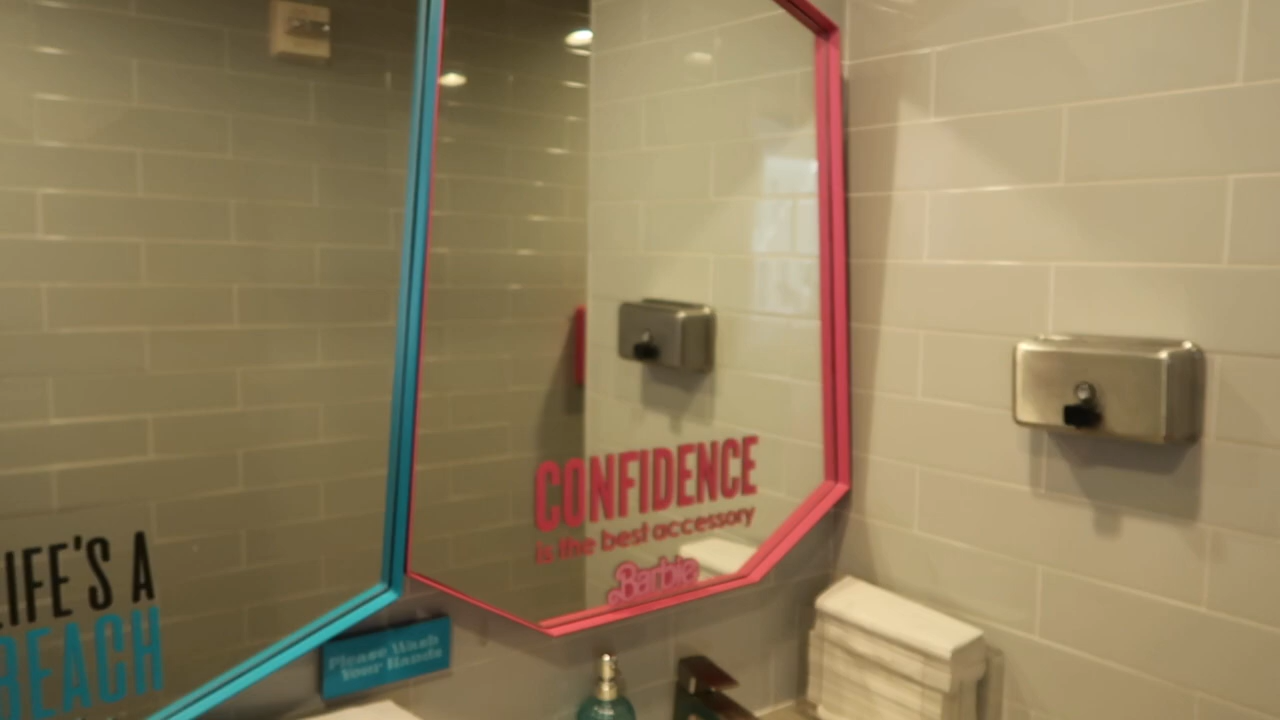 LIFE'S A
BEACH
Please Wash
Your Hands
CONFIDENCE
is the best accessory
Barbie